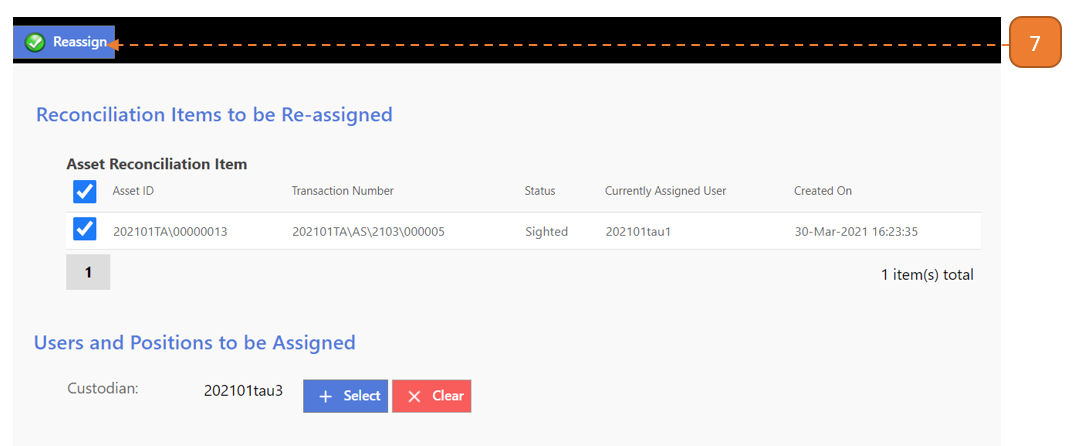 Reassign
7
Reconciliation Items to be Re-assigned
Asset Reconciliation Item
Asset ID Transaction Number Status Currently Assigned User Created On
202101TA\00000013 202101TA\AS\2103\000005 Sighted 202101tau1 30-Mar-2021 16:23:35
1 1 item(s) total
Users and Positions to be Assigned
Custodian: 202101tau3 Select Clear